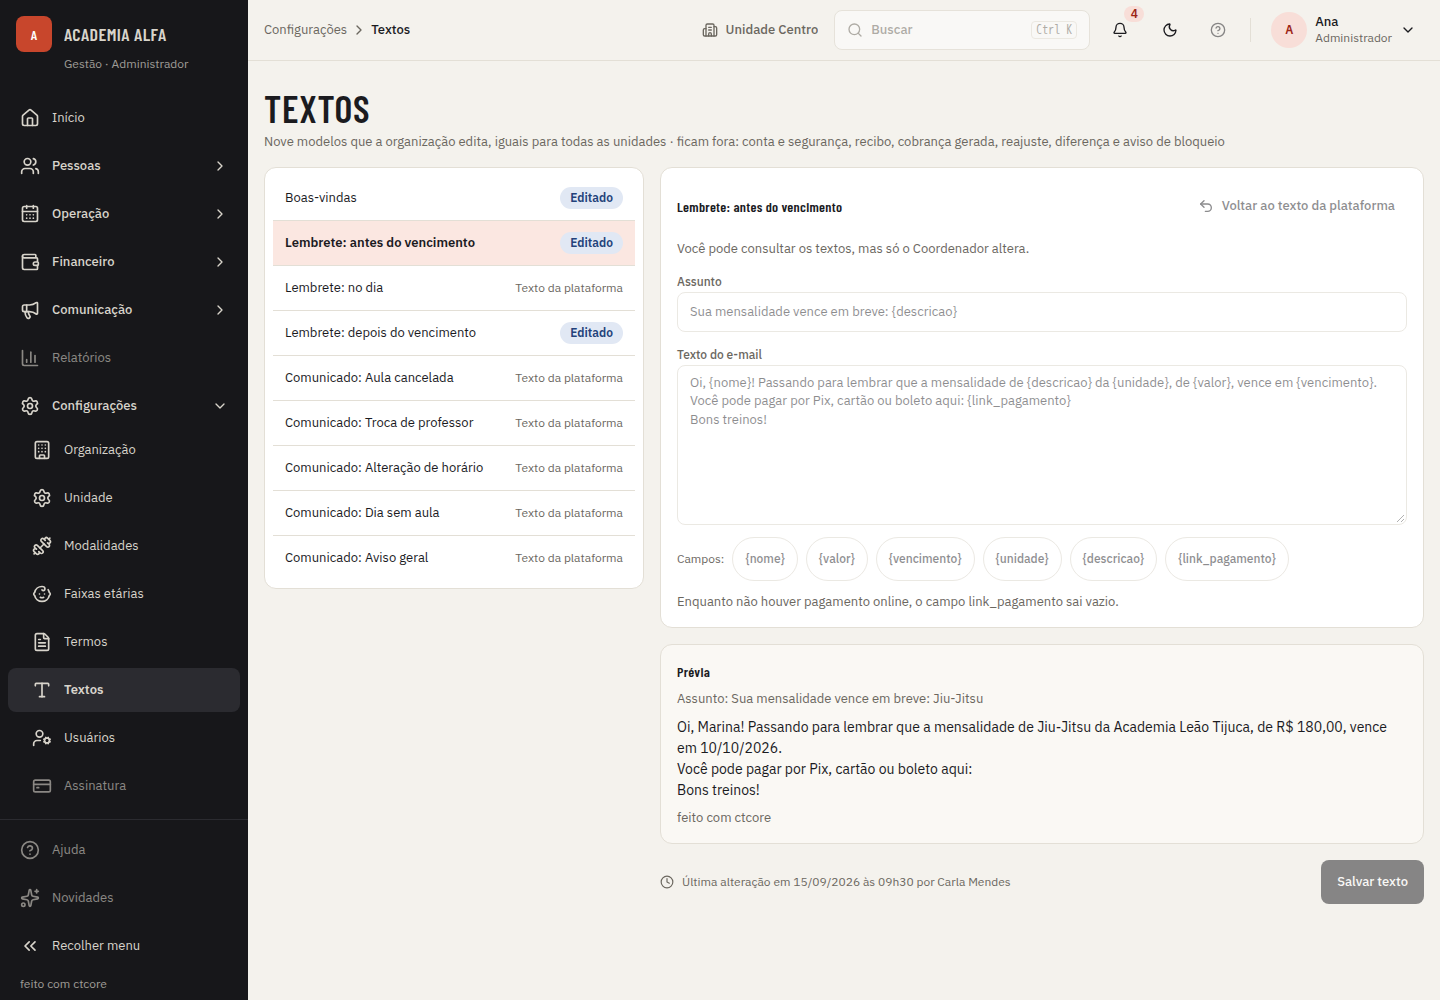 A
ACADEMIA ALFA
Gestão · Administrador
Início
Pessoas
Operação
Financeiro
Comunicação
Relatórios
Configurações
Organização
Unidade
Modalidades
Faixas etárias
Termos
Textos
Usuários
Assinatura
Ajuda
Novidades
Recolher menu
feito com ctcore
Configurações > Textos
Unidade Centro
Buscar
Ctrl K
4
A
Ana
Administrador
TEXTOS
Nove modelos que a organização edita, iguais para todas as unidades · ficam fora: conta e segurança, recibo, cobrança gerada, reajuste, diferença e aviso de bloqueio
Boas-vindas Editado
Lembrete: antes do vencimento Editado
Lembrete: no dia Texto da plataforma
Lembrete: depois do vencimento Editado
Comunicado: Aula cancelada Texto da plataforma
Comunicado: Troca de professor Texto da plataforma
Comunicado: Alteração de horário Texto da plataforma
Comunicado: Dia sem aula Texto da plataforma
Comunicado: Aviso geral Texto da plataforma
Lembrete: antes do vencimento
Voltar ao texto da plataforma
Você pode consultar os textos, mas só o Coordenador altera.
Assunto
Sua mensalidade vence em breve: {descricao}
Texto do e-mail
Oi, {nome}! Passando para lembrar que a mensalidade de {descricao} da {unidade}, de {valor}, vence em {vencimento}.
Você pode pagar por Pix, cartão ou boleto aqui: {link_pagamento}
Bons treinos!
Campos: {nome} {valor} {vencimento} {unidade} {descricao} {link_pagamento}
Enquanto não houver pagamento online, o campo link_pagamento sai vazio.
Prévia
Assunto: Sua mensalidade vence em breve: Jiu-Jitsu
Oi, Marina! Passando para lembrar que a mensalidade de Jiu-Jitsu da Academia Leão Tijuca, de R$ 180,00, vence
em 10/10/2026.
Você pode pagar por Pix, cartão ou boleto aqui:
Bons treinos!
feito com ctcore
Última alteração em 15/09/2026 às 09h30 por Carla Mendes
Salvar texto